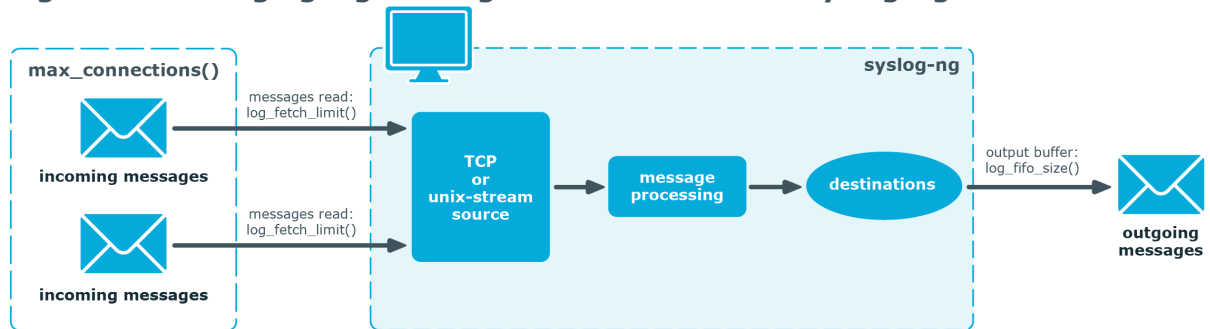 max_connections()
syslog-ng
messages read:
log_fetch_limit()
incoming messages
messages read:
log_fetch_limit()
incoming messages
TCP
or
unix-stream
source
message
processing
destinations
output buffer:
log_fifo_size()
outgoing
messages